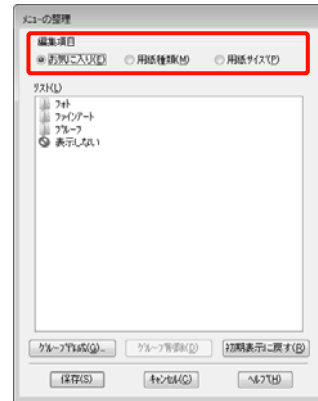 メニューの整理
編集項目
お気に入り(E) 用紙種類(M) 用紙サイズ(P)
リスト(L)
フォト
ファインアート
プルーフ
表示しない
グループ作成(G)... グループ削除(D) 初期表示に戻す(R)
保存(S) キャンセル(C) ヘルプ(H)